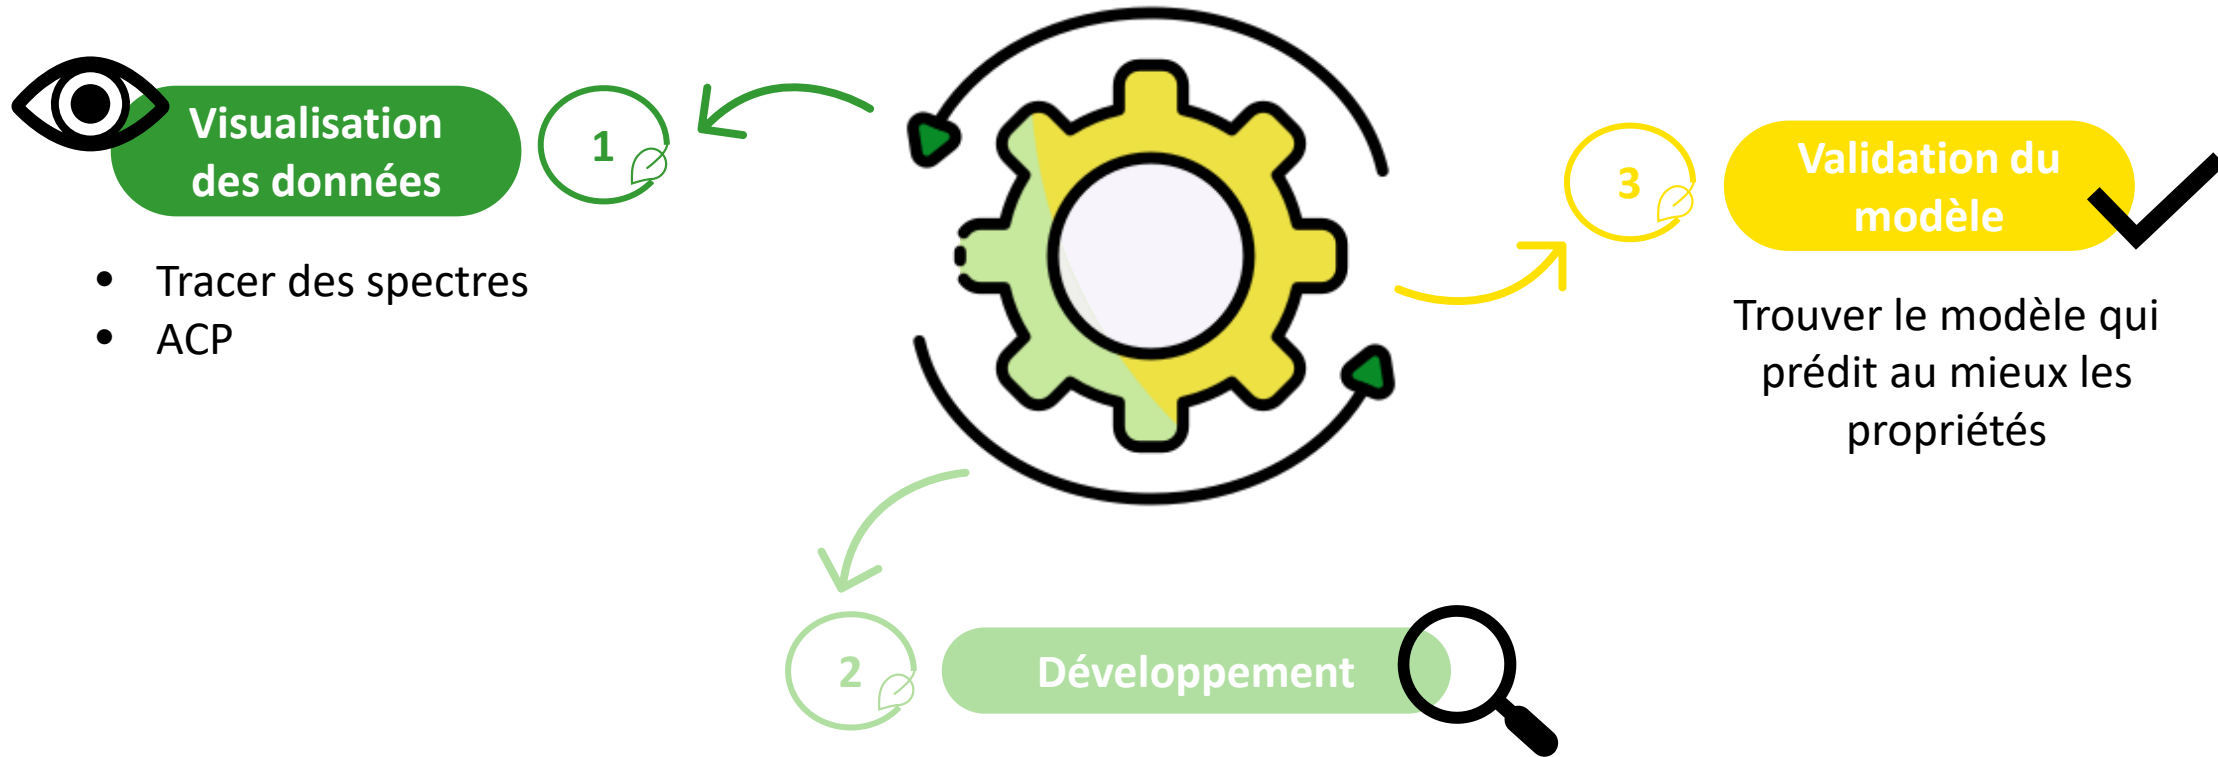 Visualisation
des données
1
• Tracer des spectres
• ACP
2
Développement
3
Validation du
modèle
Trouver le modèle qui
prédit au mieux les
propriétés